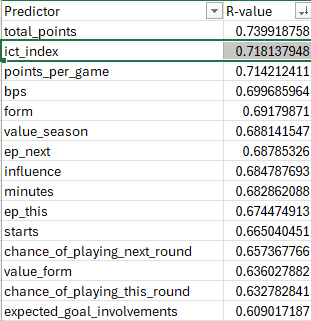 Predictor R-value
total_points 0.739918758
ict_index 0.718137948
points_per_game 0.714212411
bps 0.699685964
form 0.69179871
value_season 0.688141547
ep_next 0.68785326
influence 0.684787693
minutes 0.682862088
ep_this 0.674474913
starts 0.665040451
chance_of_playing_next_round 0.657367766
value_form 0.636027882
chance_of_playing_this_round 0.632782841
expected_goal_involvements 0.609017187